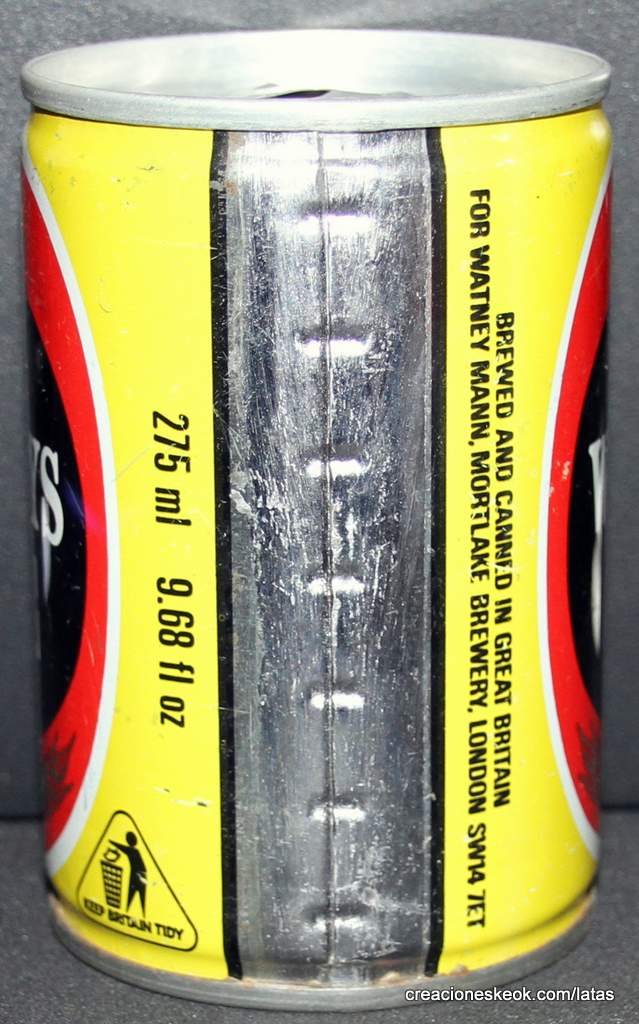 BREWED AND CANNED IN GREAT BRITAIN
FOR WATNEY MANN, MORTLAKE BREWERY, LONDON SW14 7ET
275 ml 9.68 fl oz
KEEP BRITAIN TIDY
creacioneskeok.com/latas